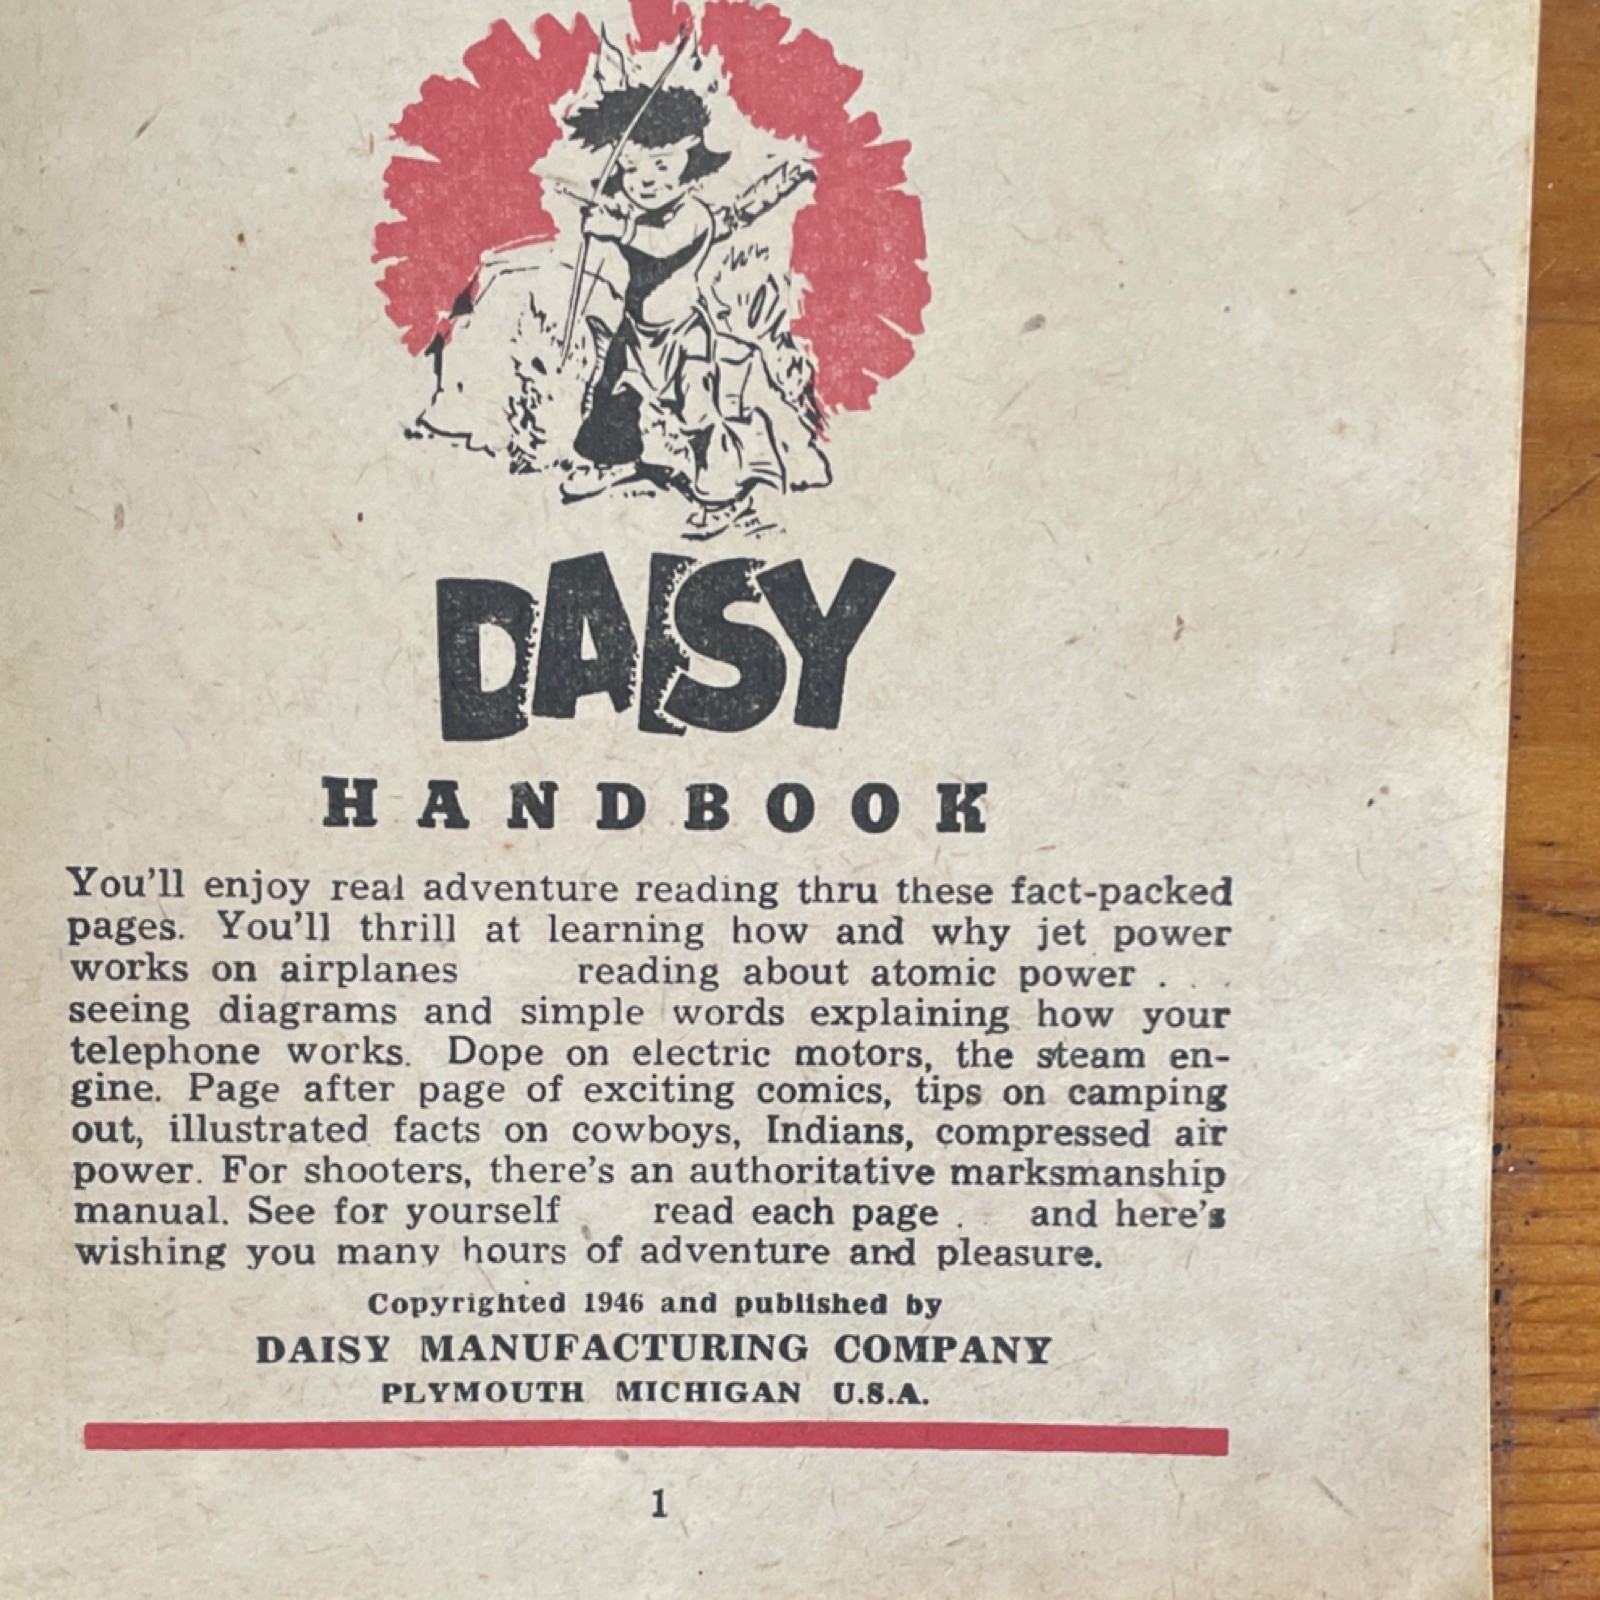 DAISY
HANDBOOK
You'll enjoy real adventure reading thru these fact-packed
pages. You'll thrill at learning how and why jet power
works on airplanes reading about atomic power . . .
seeing diagrams and simple words explaining how your
telephone works. Dope on electric motors, the steam en-
gine. Page after page of exciting comics, tips on camping
out, illustrated facts on cowboys, Indians, compressed air
power. For shooters, there's an authoritative marksmanship
manual. See for yourself read each page . and here's
wishing you many hours of adventure and pleasure.
Copyrighted 1946 and published by
DAISY MANUFACTURING COMPANY
PLYMOUTH MICHIGAN U.S.A.
1